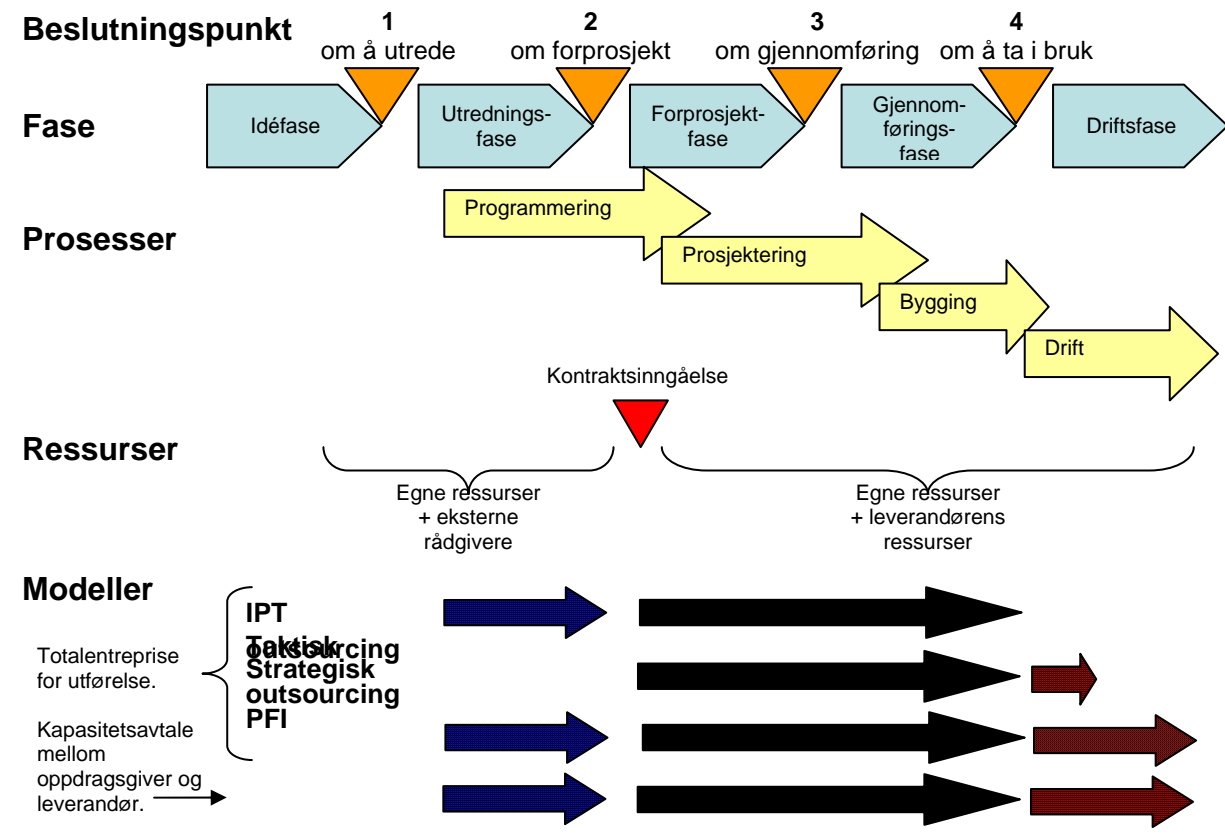 Beslutningspunkt
1
om å utrede
2
om forprosjekt
3
om gjennomføring
4
om å ta i bruk
Fase
Idéfase
Utrednings-
fase
Forprosjekt-
fase
Gjennom-
førings-
fase
Driftsfase
Prosesser
Programmering
Prosjektering
Bygging
Drift
Kontraktsinngåelse
Ressurser
Egne ressurser
+ eksterne
rådgivere
Egne ressurser
+ leverandørens
ressurser
Modeller
IPT
Taktisk
outsourcing
Strategisk
outsourcing
PFI
Totalentreprise
for utførelse.
Kapasitetsavtale
mellom
oppdragsgiver og
leverandør.